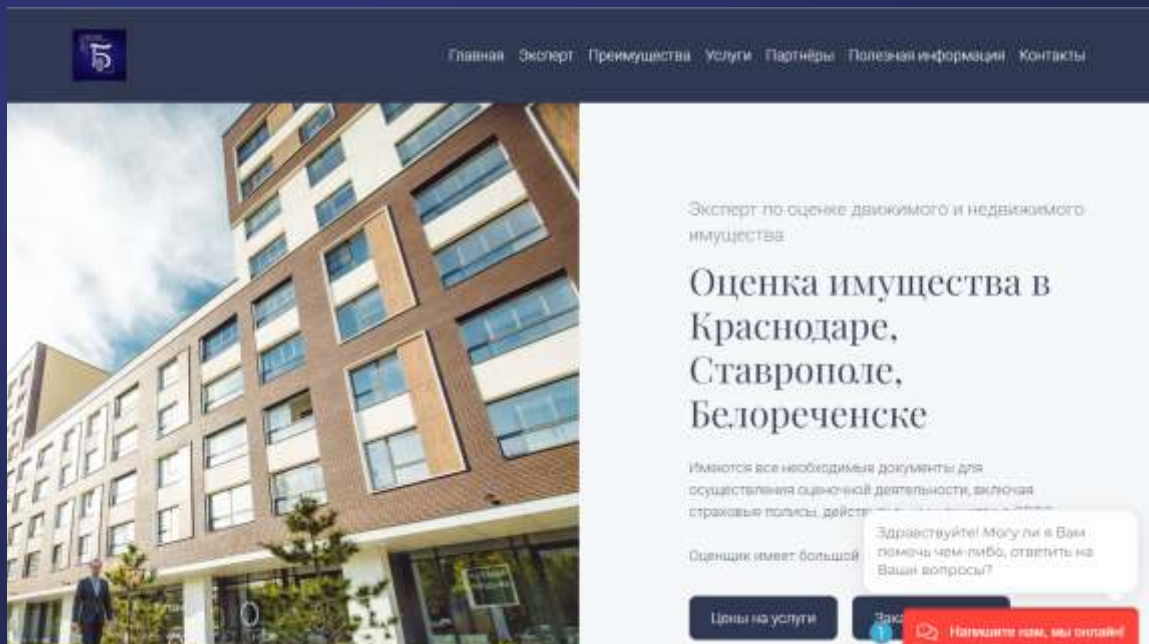 Главная Эксперт Преимущества Услуги Партнёры Полезная информация Контакты
Эксперт по оценке движимого и недвижимого
имущества
Оценка имущества в
Краснодаре,
Ставрополе,
Белореченске
Имеются все необходимые документы для
осуществления оценочной деятельности, включая
страховые полисы,
Оценщик имеет большой
Здравствуйте! Могу ли я Вам
помочь чем-либо, ответить на
Ваши вопросы?
Цены на услуги
Зака
1
Напишите нам, мы онлайн!